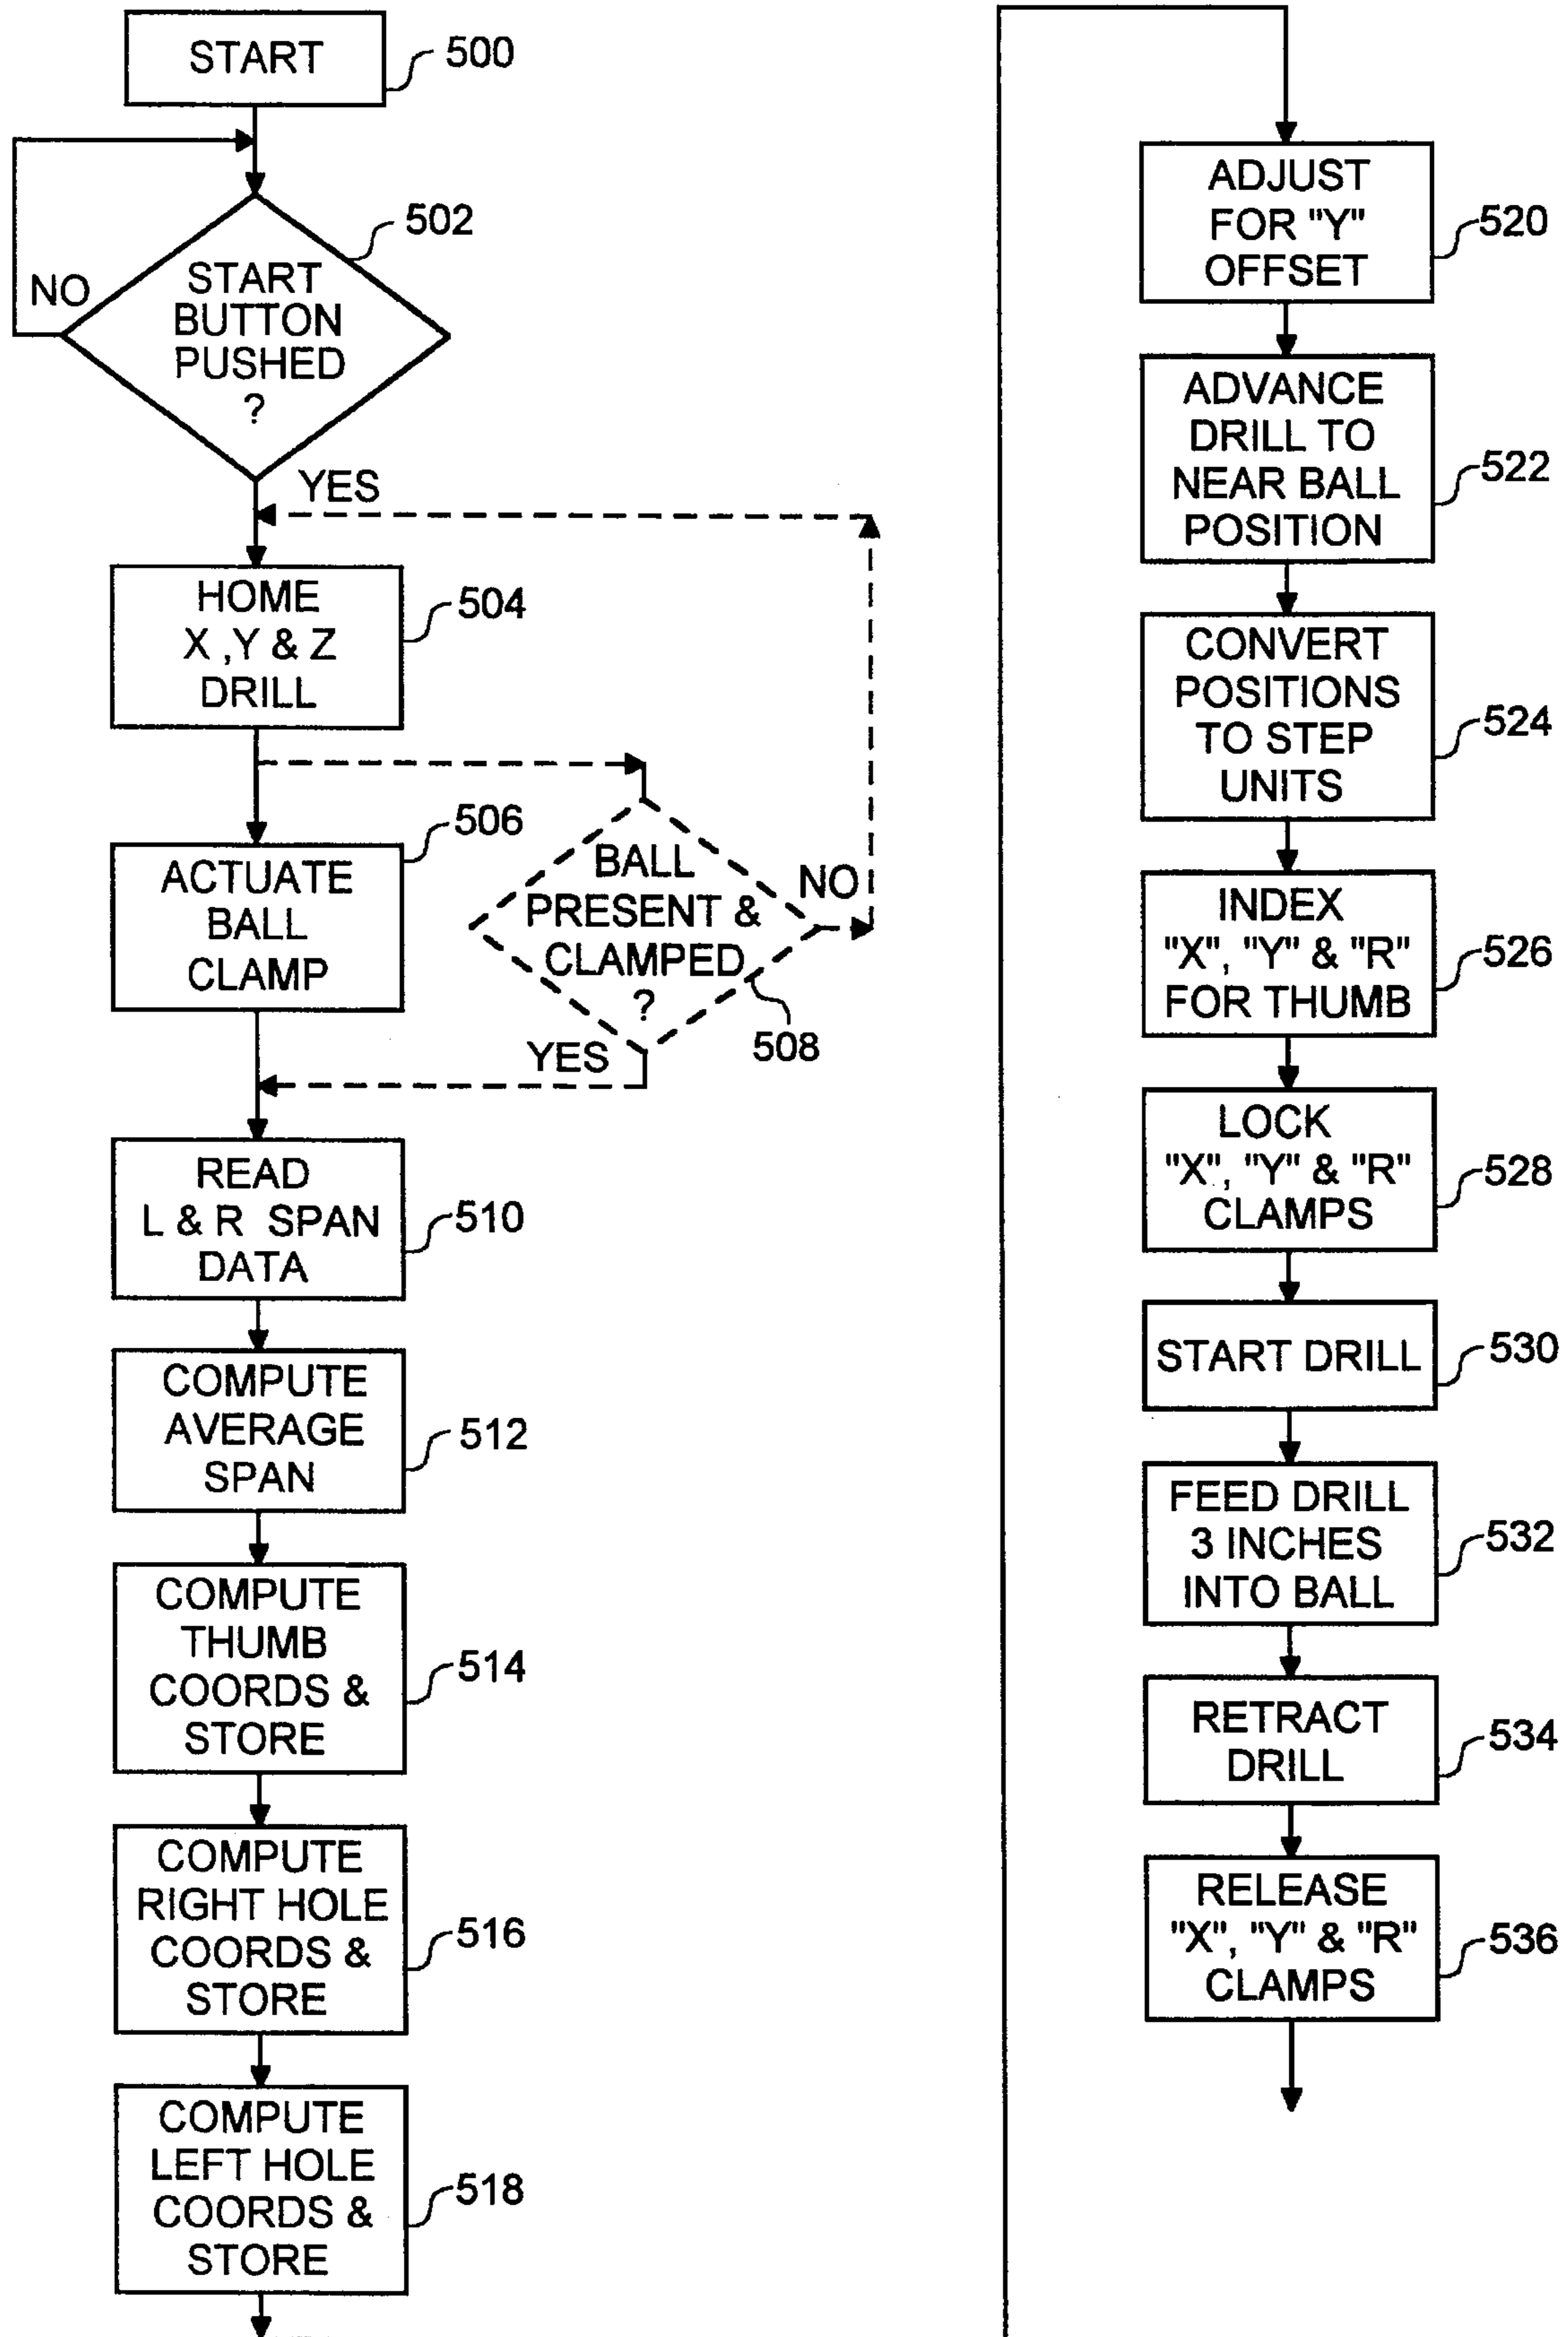 START
500
502
START
BUTTON
PUSHED
?
NO
YES
HOME
X ,Y & Z
DRILL
504
506
ACTUATE
BALL
CLAMP
BALL
PRESENT &
CLAMPED
?
NO
508
YES
READ
L & R SPAN
DATA
510
COMPUTE
AVERAGE
SPAN
512
COMPUTE
THUMB
COORDS &
STORE
514
COMPUTE
RIGHT HOLE
COORDS &
STORE
516
COMPUTE
LEFT HOLE
COORDS &
STORE
518
ADJUST
FOR "Y"
OFFSET
520
ADVANCE
DRILL TO
NEAR BALL
POSITION
522
CONVERT
POSITIONS
TO STEP
UNITS
524
INDEX
"X", "Y" & "R"
FOR THUMB
526
LOCK
"X", "Y" & "R"
CLAMPS
528
START DRILL
530
FEED DRILL
3 INCHES
INTO BALL
532
RETRACT
DRILL
534
RELEASE
"X", "Y" & "R"
CLAMPS
536